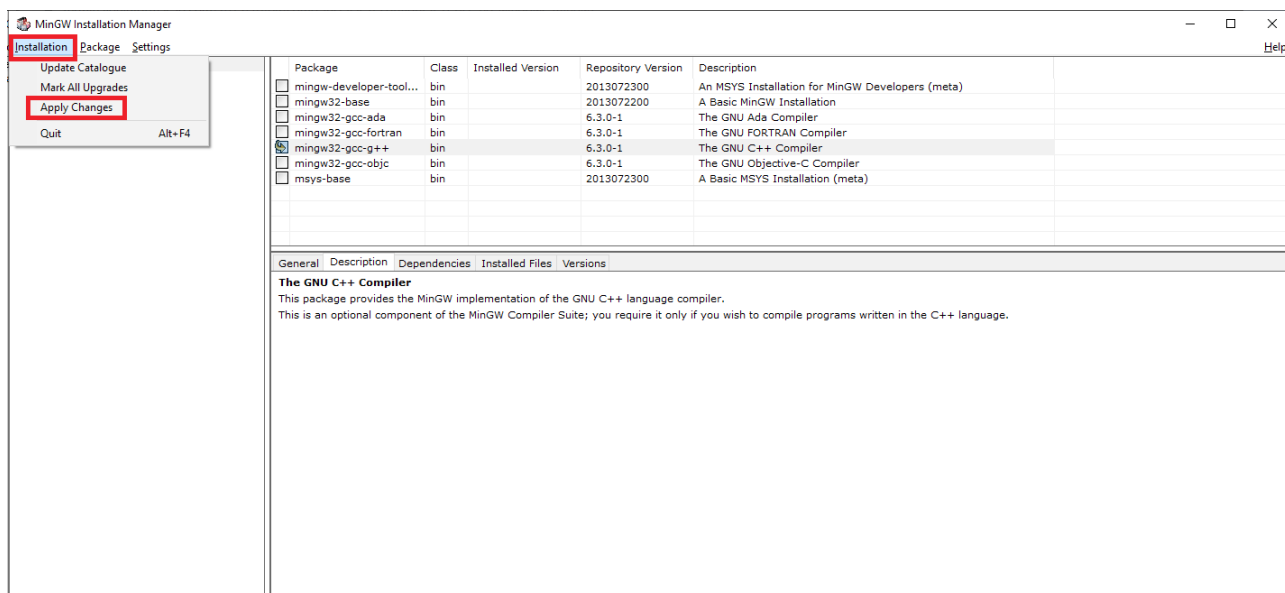 MinGW Installation Manager
Installation Package Settings Help
Update Catalogue
Mark All Upgrades
Apply Changes
Quit Alt+F4
Package Class Installed Version Repository Version Description
mingw-developer-tool... bin 2013072300 An MSYS Installation for MinGW Developers (meta)
mingw32-base bin 2013072200 A Basic MinGW Installation
mingw32-gcc-ada bin 6.3.0-1 The GNU Ada Compiler
mingw32-gcc-fortran bin 6.3.0-1 The GNU FORTRAN Compiler
mingw32-gcc-g++ bin 6.3.0-1 The GNU C++ Compiler
mingw32-gcc-objc bin 6.3.0-1 The GNU Objective-C Compiler
msys-base bin 2013072300 A Basic MSYS Installation (meta)
General Description Dependencies Installed Files Versions
The GNU C++ Compiler
This package provides the MinGW implementation of the GNU C++ language compiler.
This is an optional component of the MinGW Compiler Suite; you require it only if you wish to compile programs written in the C++ language.